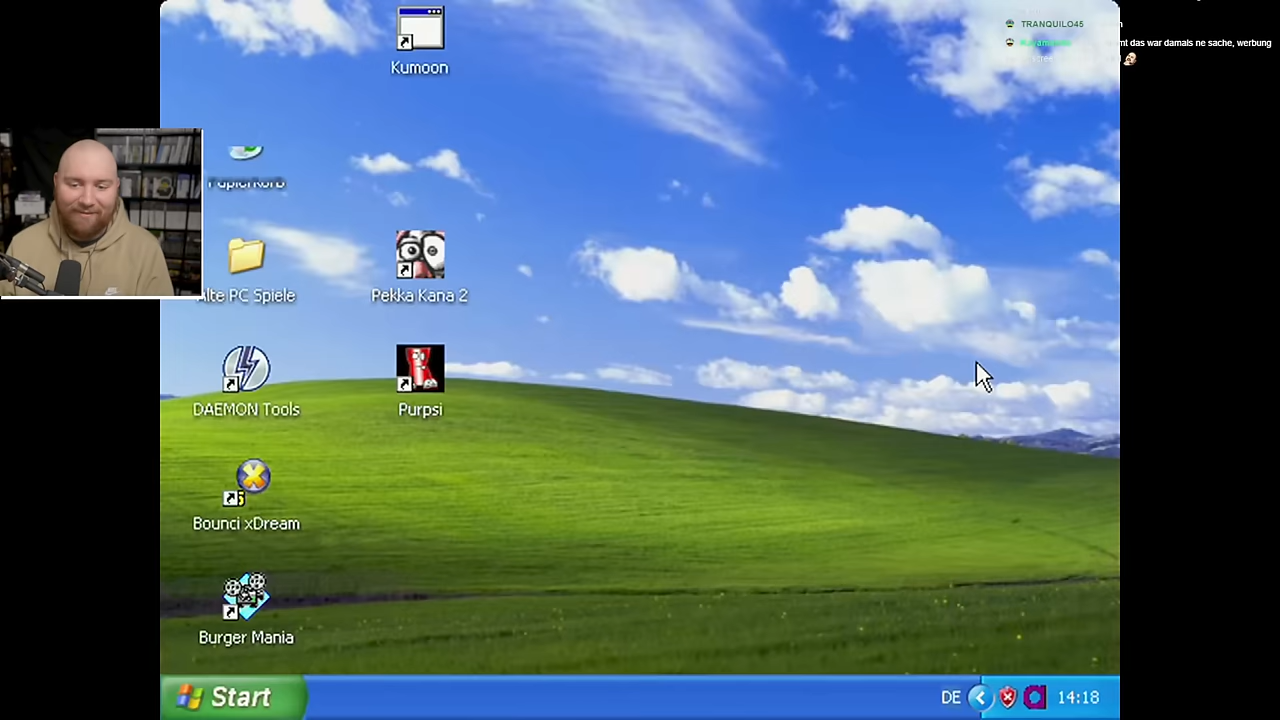 TRANQUILO45
nt das war damals ne sache, werbung
Kumoon
Papierkorb
Alte PC Spiele
Pekka Kana 2
DAEMON Tools
Purpsi
Bounci xDream
Burger Mania
Start
DE
14:18